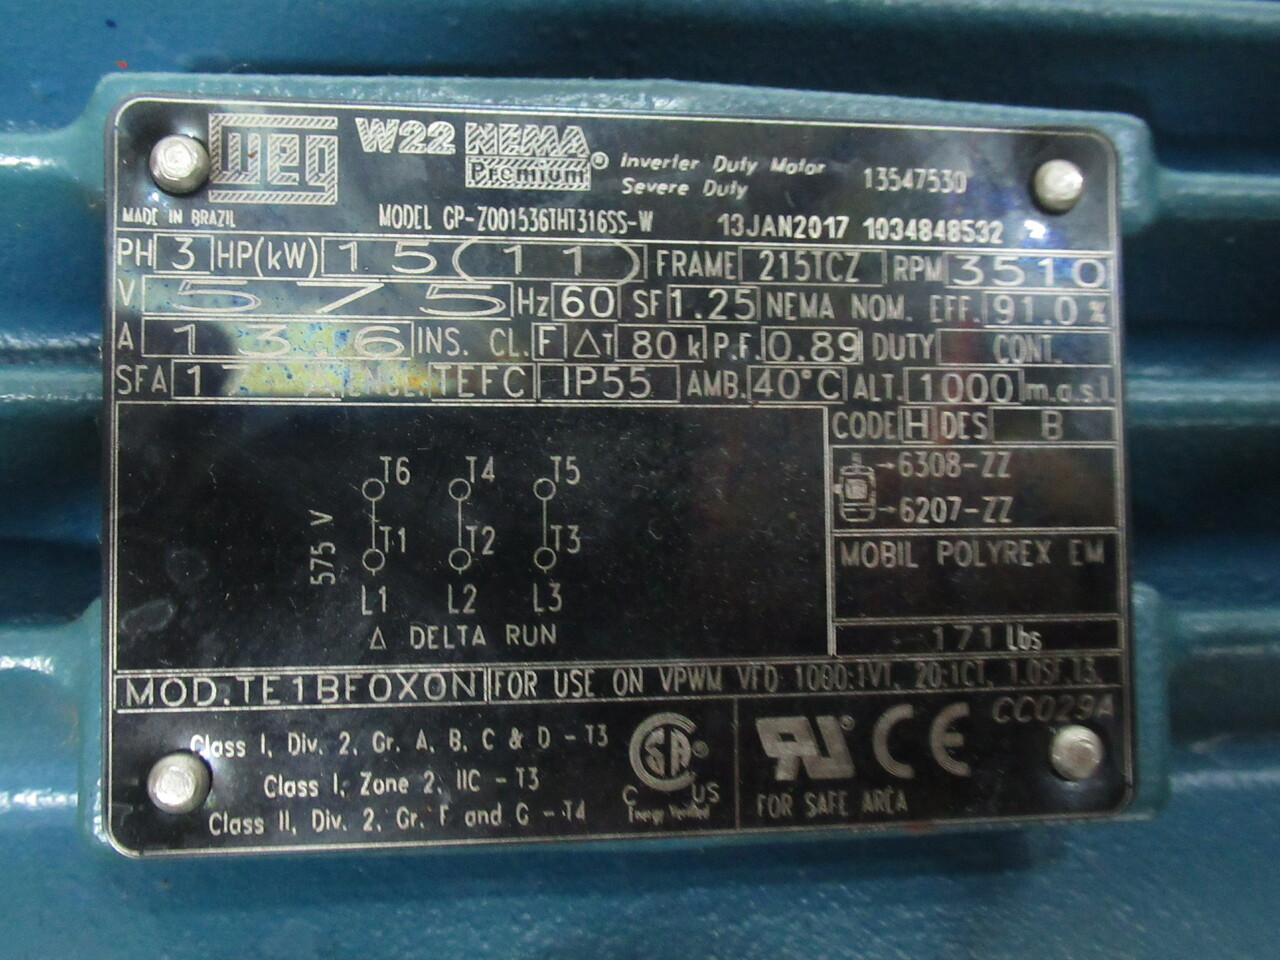 WEG W22 NEMA Premium® Inverter Duty Motor Severe Duty 13547530
MADE IN BRAZIL MODEL GP-Z001536THT316SS-W 13JAN2017 1034848532
PH 3 HP(kW) 15(11) FRAME 215TCZ RPM 3510
V 575 Hz 60 SF 1.25 NEMA NOM. EFF. 91.0 %
A 13.6 INS. CL. F ΔT 80 k P.F. 0.89 DUTY CONT.
SFA TEFC IP55 AMB. 40°C ALT. 1000 m.a.s.l
CODE H DES B
T6 T4 T5
→6308-ZZ
→6207-ZZ
575 V
T1 T2 T3
MOBIL POLYREX EM
L1 L2 L3
Δ DELTA RUN
171 Lbs
MOD.TE1BF0X0N FOR USE ON VPWM VFD 1000:1VT, 20:1CT, 1.0SF,T3.
CC029A
Class I, Div. 2, Gr. A, B, C & D - T3
Class I, Zone 2, IIC - T3
Class II, Div. 2, Gr. F and G - T4
SA ® C US
Energy Verified
UR ® CE
FOR SAFE AREA